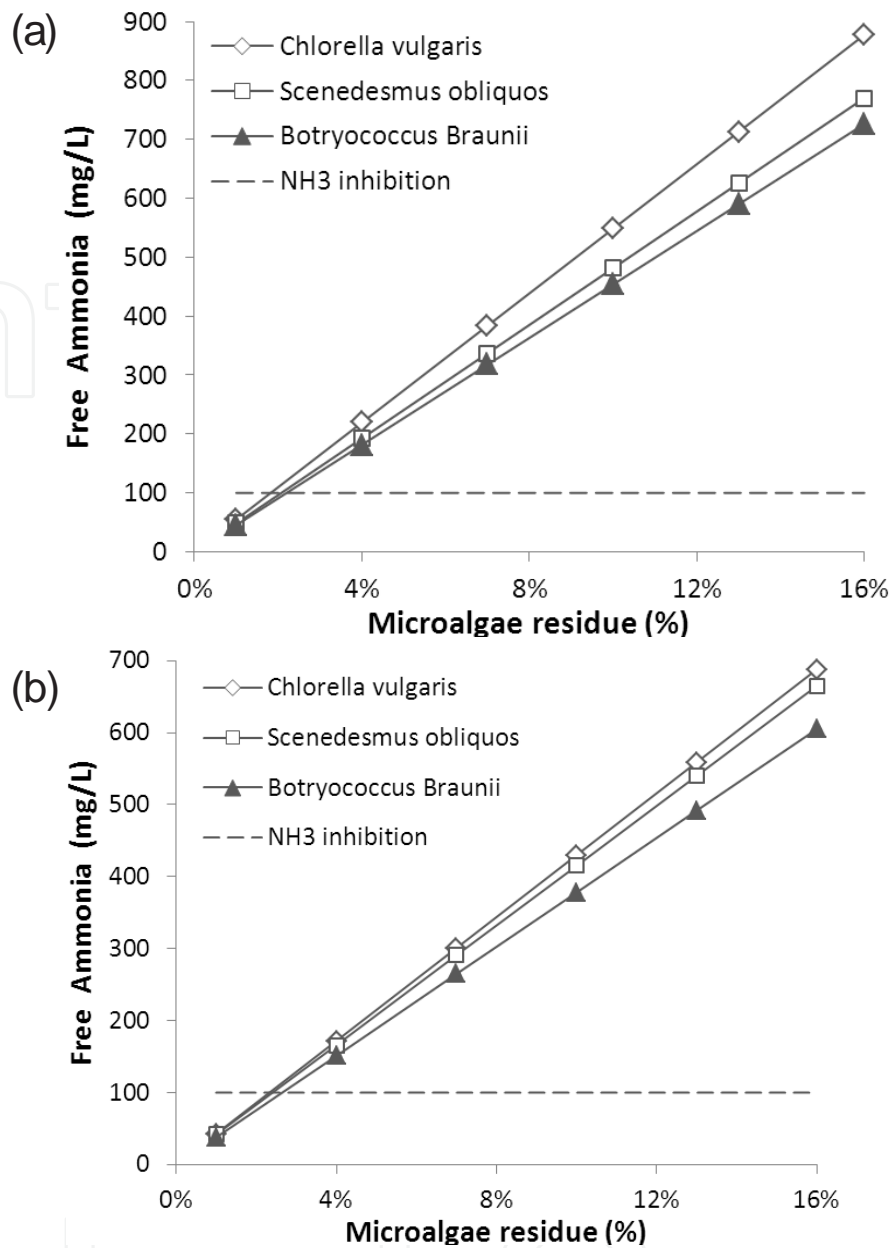 (a)
900
800
700
600
500
400
300
200
100
0
Free Ammonia (mg/L)
Chlorella vulgaris
Scenedesmus obliquos
Botryococcus Braunii
NH3 inhibition
0% 4% 8% 12% 16%
Microalgae residue (%)
(b)
700
600
500
400
300
200
100
0
Free Ammonia (mg/L)
Chlorella vulgaris
Scenedesmus obliquos
Botryococcus Braunii
NH3 inhibition
0% 4% 8% 12% 16%
Microalgae residue (%)